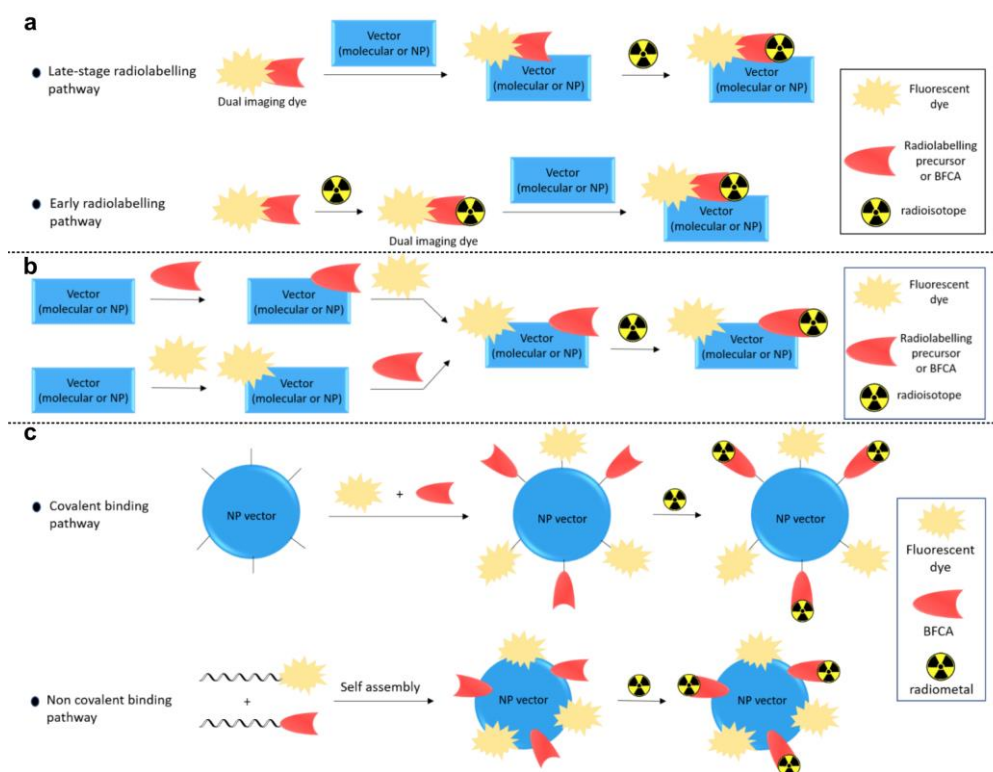 a
Late-stage radiolabelling
pathway
Dual imaging dye
Vector
(molecular or NP)
Vector
(molecular or NP)
Vector
(molecular or NP)
Early radiolabelling
pathway
Dual imaging dye
Vector
(molecular or NP)
Vector
(molecular or NP)
Fluorescent
dye
Radiolabelling
precursor
or BFCA
radioisotope
b
Vector
(molecular or NP)
Vector
(molecular or NP)
Vector
(molecular or NP)
Vector
(molecular or NP)
Vector
(molecular or NP)
Vector
(molecular or NP)
Fluorescent
dye
Radiolabelling
precursor
or BFCA
radioisotope
c
Covalent binding
pathway
NP vector
+
NP vector
NP vector
Non covalent binding
pathway
+
Self assembly
NP vector
NP vector
Fluorescent
dye
BFCA
radiometal